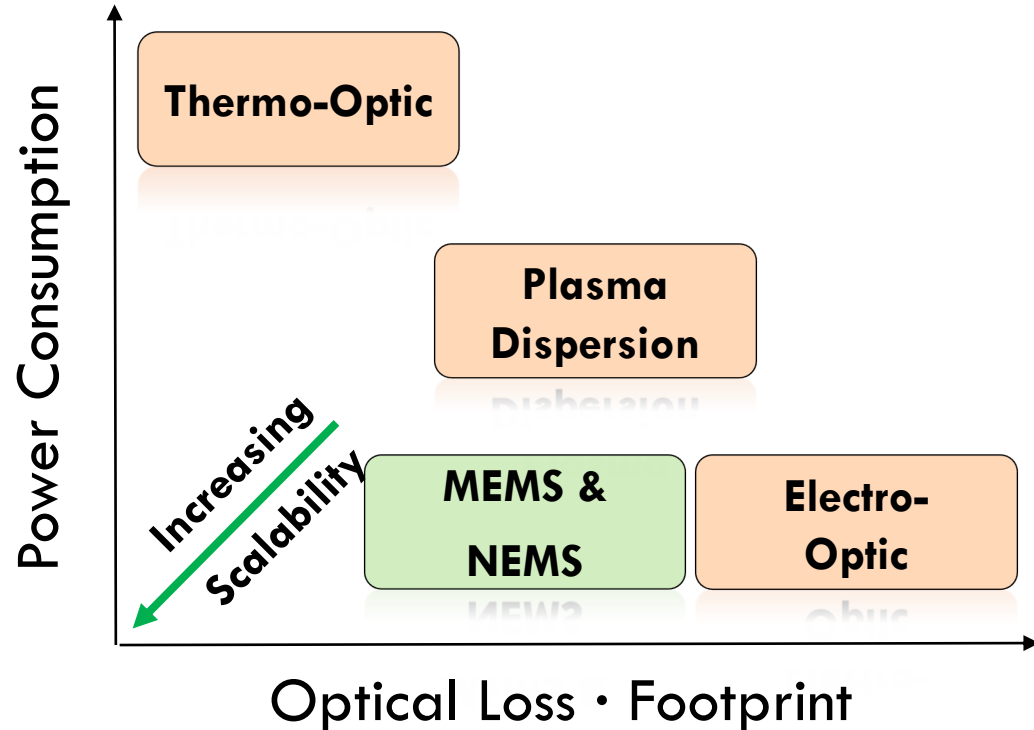 Power Consumption
Thermo-Optic
Plasma
Dispersion
Increasing
Scalability
MEMS &
NEMS
Electro-
Optic
Optical Loss · Footprint